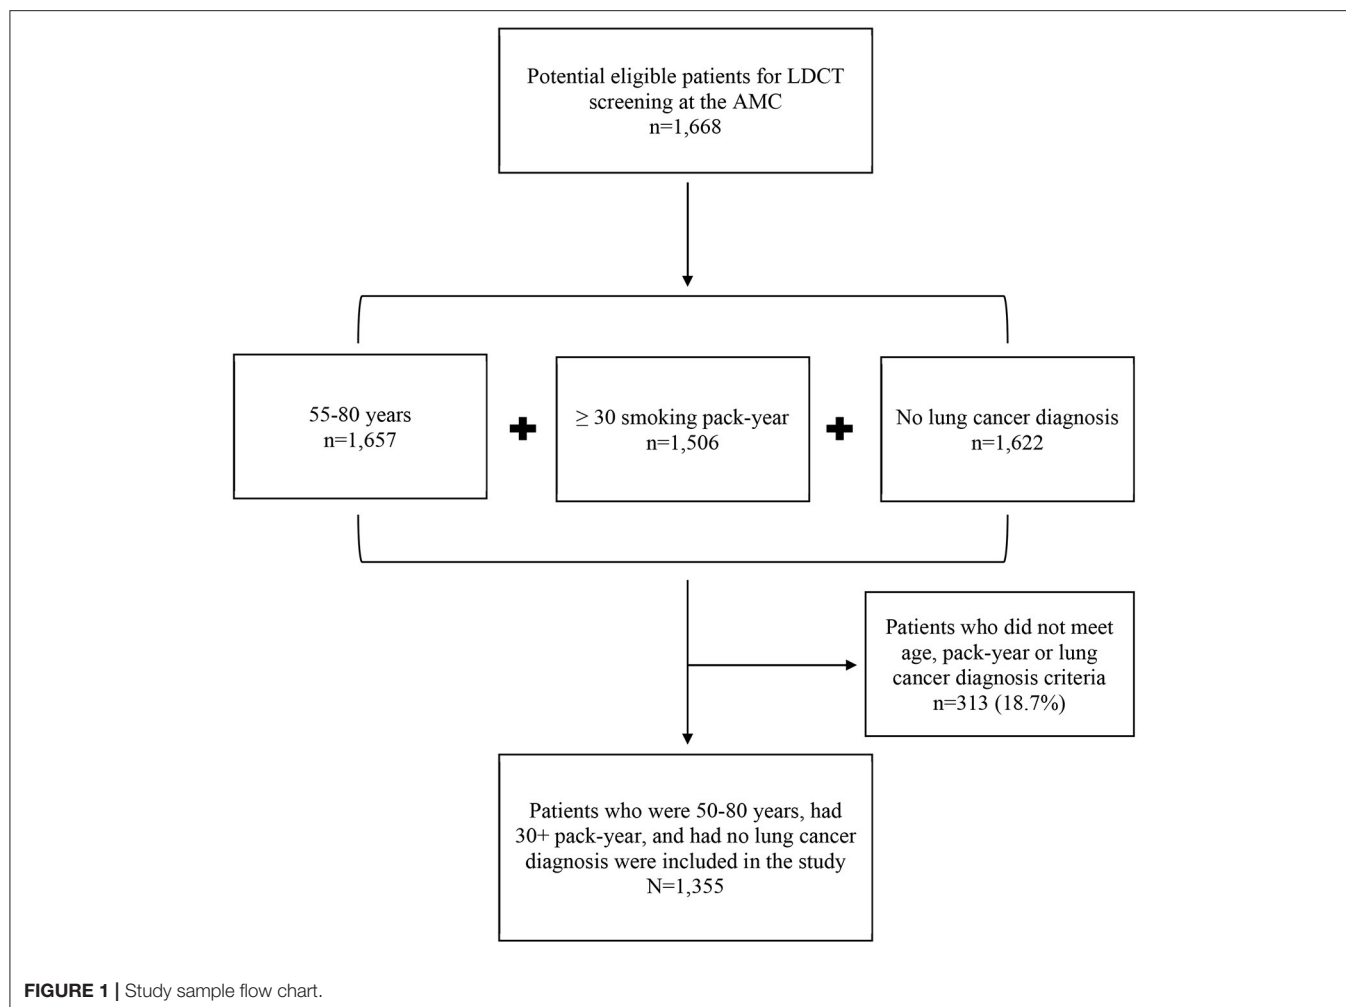 Potential eligible patients for LDCT
screening at the AMC
n=1,668
55-80 years
n=1,657
≥ 30 smoking pack-year
n=1,506
No lung cancer diagnosis
n=1,622
Patients who did not meet
age, pack-year or lung
cancer diagnosis criteria
n=313 (18.7%)
Patients who were 50-80 years, had
30+ pack-year, and had no lung cancer
diagnosis were included in the study
N=1,355
FIGURE 1 | Study sample flow chart.